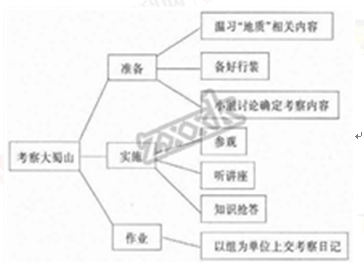 温习“地质”相关内容
准备
备好行装
小组讨论确定考察内容
考察大蜀山
实施
参观
听讲座
知识抢答
作业
以组为单位上交考察日记